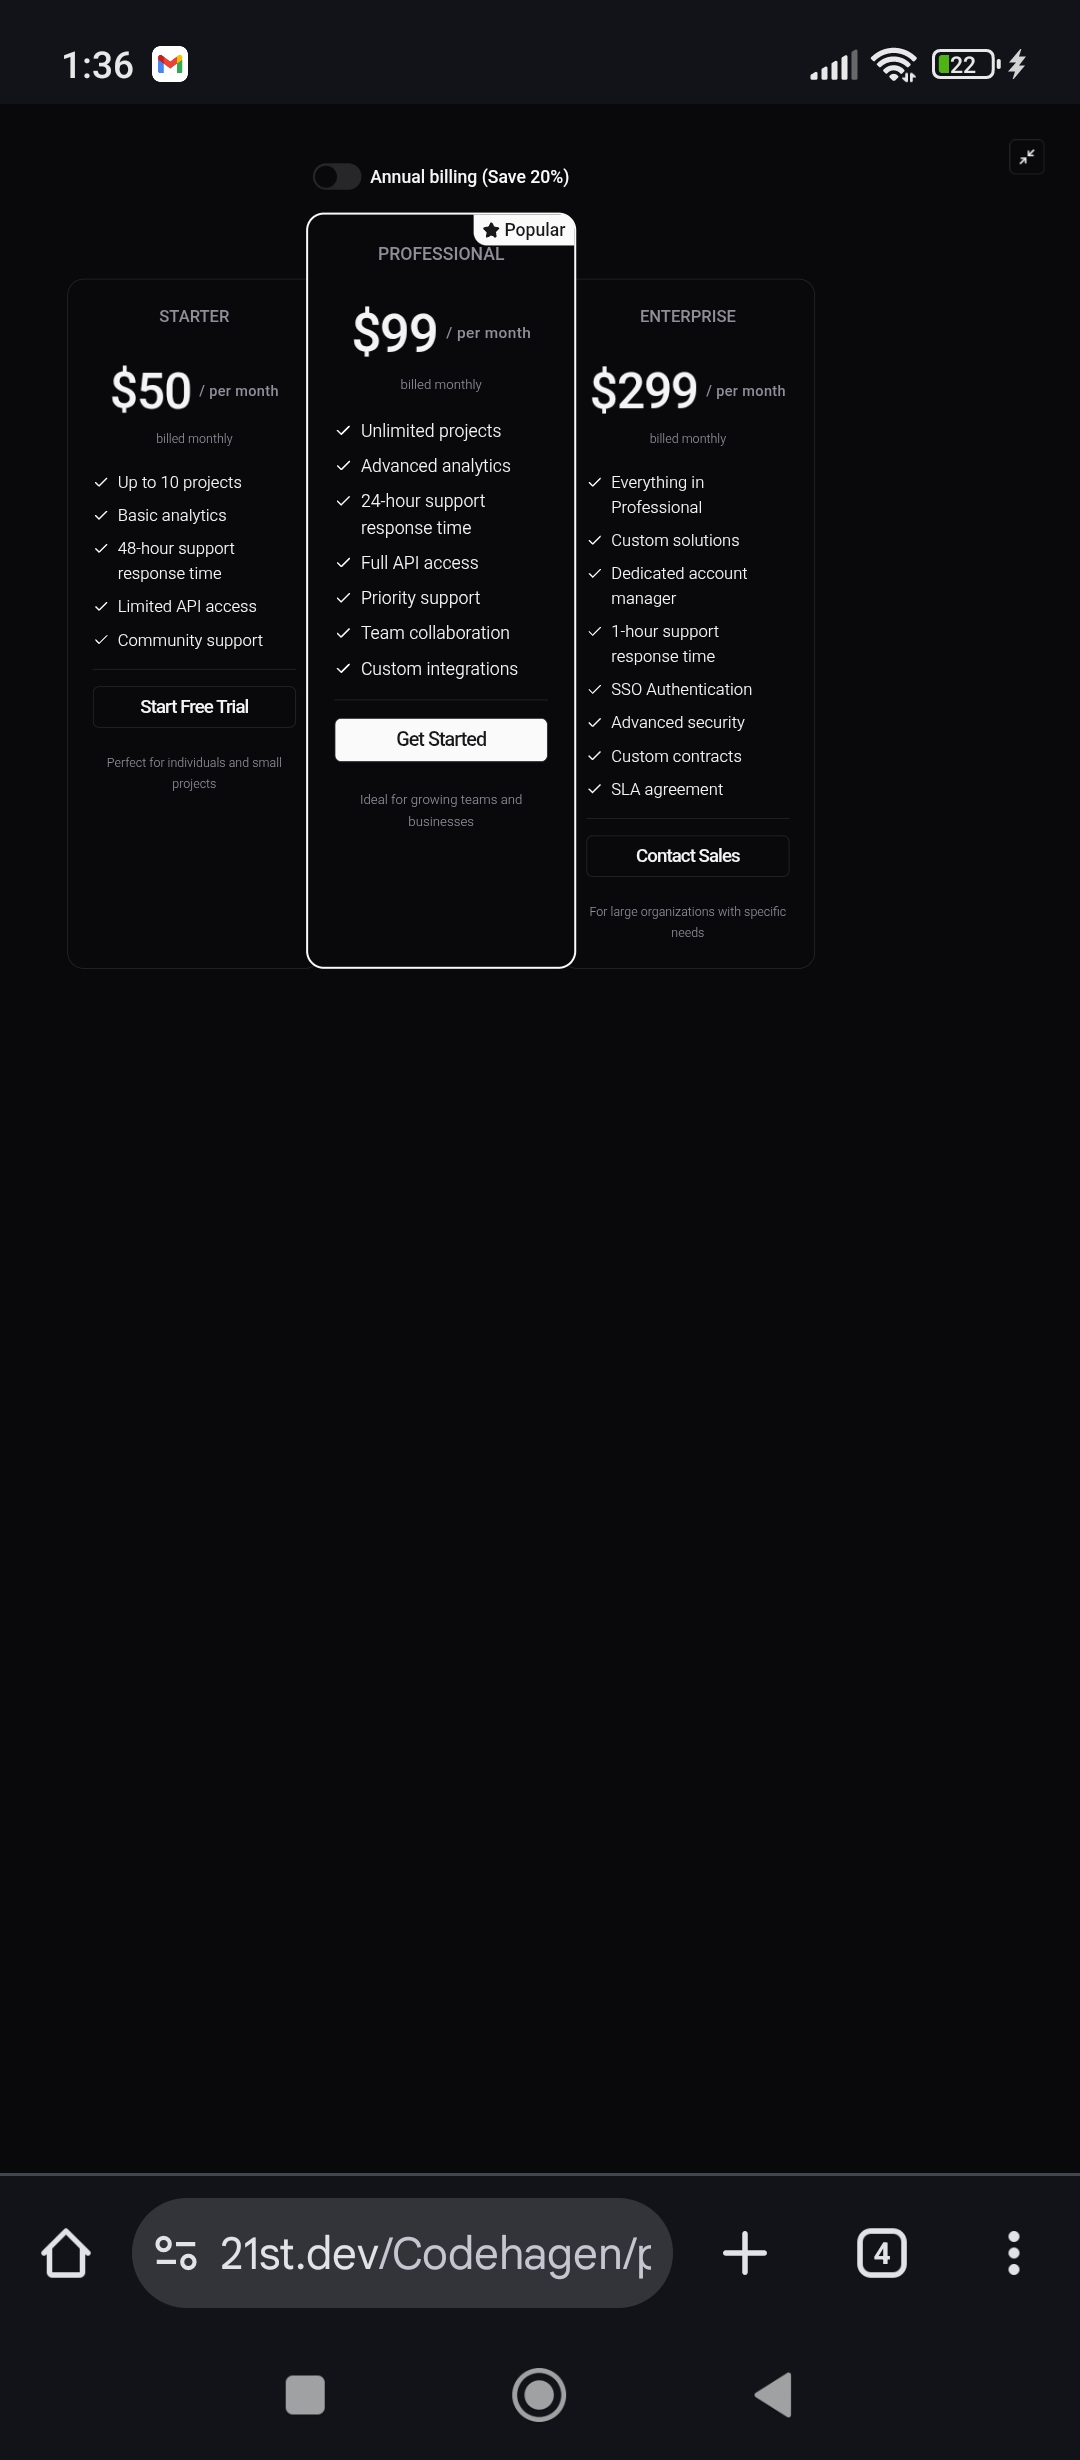 1:36
22
Annual billing (Save 20%)
STARTER
$50 / per month
billed monthly
Up to 10 projects
Basic analytics
48-hour support
response time
Limited API access
Community support
Start Free Trial
Perfect for individuals and small
projects
Popular
PROFESSIONAL
$99 / per month
billed monthly
Unlimited projects
Advanced analytics
24-hour support
response time
Full API access
Priority support
Team collaboration
Custom integrations
Get Started
Ideal for growing teams and
businesses
ENTERPRISE
$299 / per month
billed monthly
Everything in
Professional
Custom solutions
Dedicated account
manager
1-hour support
response time
SSO Authentication
Advanced security
Custom contracts
SLA agreement
Contact Sales
For large organizations with specific
needs
21st.dev/Codehagen/p
4